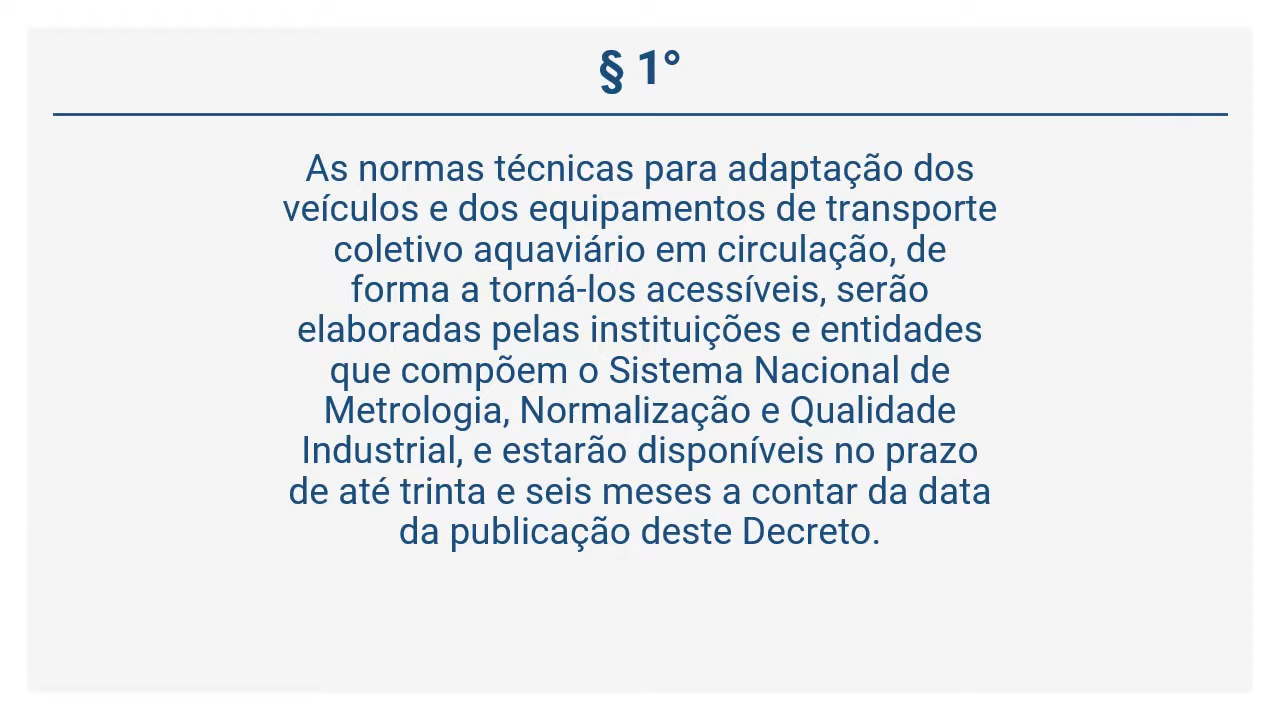 § 1°
As normas técnicas para adaptação dos
veículos e dos equipamentos de transporte
coletivo aquaviário em circulação, de
forma a torná-los acessíveis, serão
elaboradas pelas instituições e entidades
que compõem o Sistema Nacional de
Metrologia, Normalização e Qualidade
Industrial, e estarão disponíveis no prazo
de até trinta e seis meses a contar da data
da publicação deste Decreto.